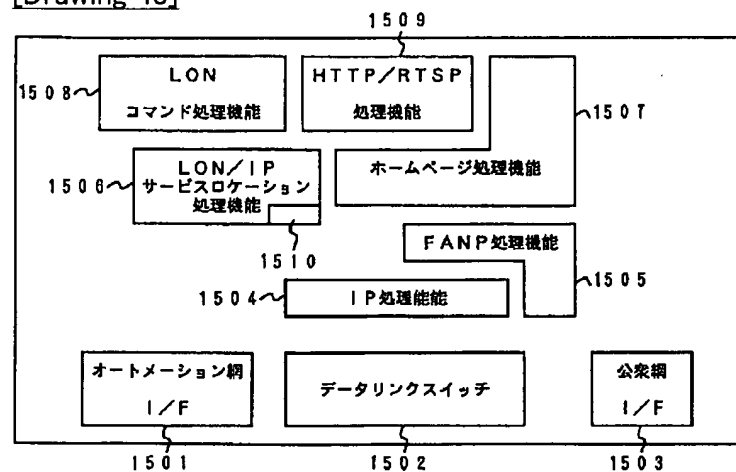 1509
LON
コマンド処理機能
1508
HTTP/RTSP
処理機能
1507
ホームページ処理機能
LON/IP
サービスロケーション
処理機能
1506
1510
FANP処理機能
1505
1504
IP処理能能
オートメーション網
I/F
データリンクスイッチ
公衆網
I/F
1501
1502
1503